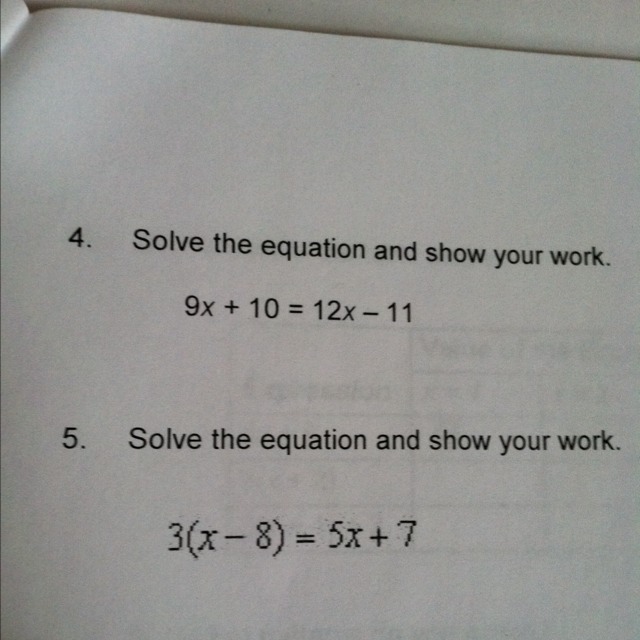 4. Solve the equation and show your work.
9x + 10 = 12x – 11
5. Solve the equation and show your work.
3(x – 8) = 5x + 7